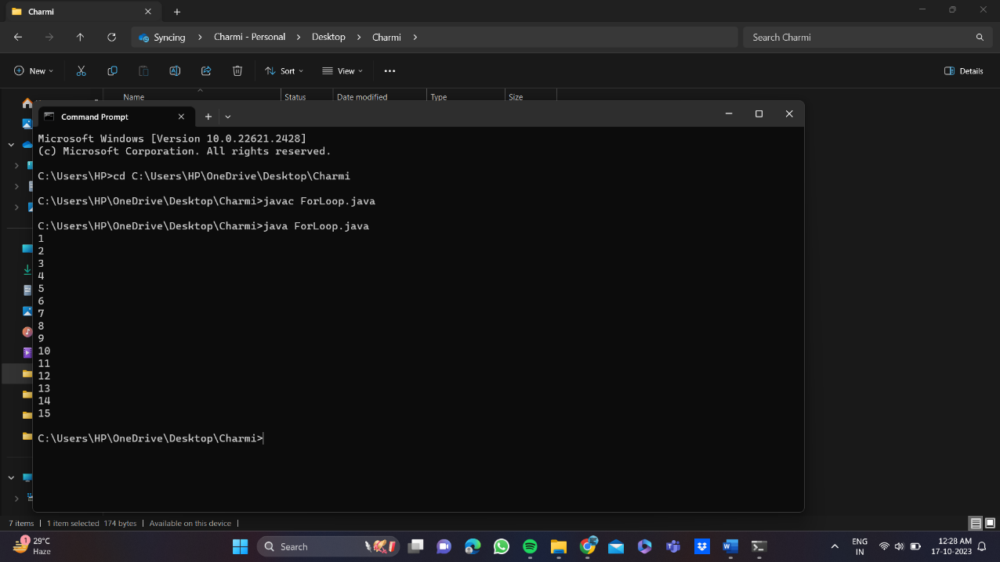 Charmi
Syncing > Charmi - Personal > Desktop > Charmi >
Search Charmi
New
Sort
View
Details
Name
Status
Date modified
Type
Size
Command Prompt
Microsoft Windows [Version 10.0.22621.2428]
(c) Microsoft Corporation. All rights reserved.
C:\Users\HP>cd C:\Users\HP\OneDrive\Desktop\Charmi
C:\Users\HP\OneDrive\Desktop\Charmi>javac ForLoop.java
C:\Users\HP\OneDrive\Desktop\Charmi>java ForLoop.java
1
2
3
4
5
6
7
8
9
10
11
12
13
14
15
C:\Users\HP\OneDrive\Desktop\Charmi>
7 items
1 item selected 174 bytes
Available on this device
1
29°C
Haze
Search
ENG
IN
12:28 AM
17-10-2023